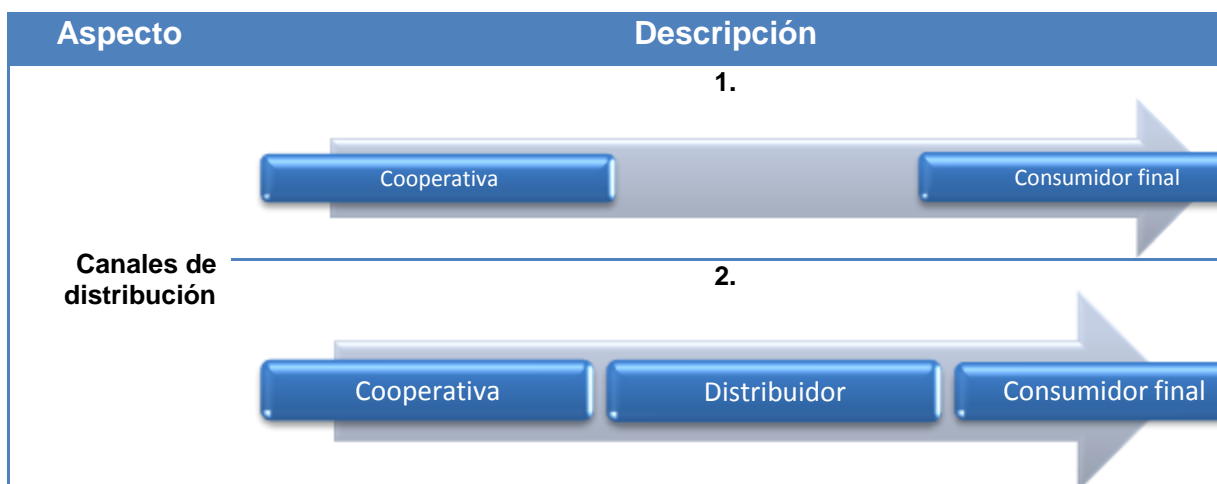 Aspecto Descripción
1.
Cooperativa Consumidor final
Canales de
distribución
2.
Cooperativa Distribuidor Consumidor final